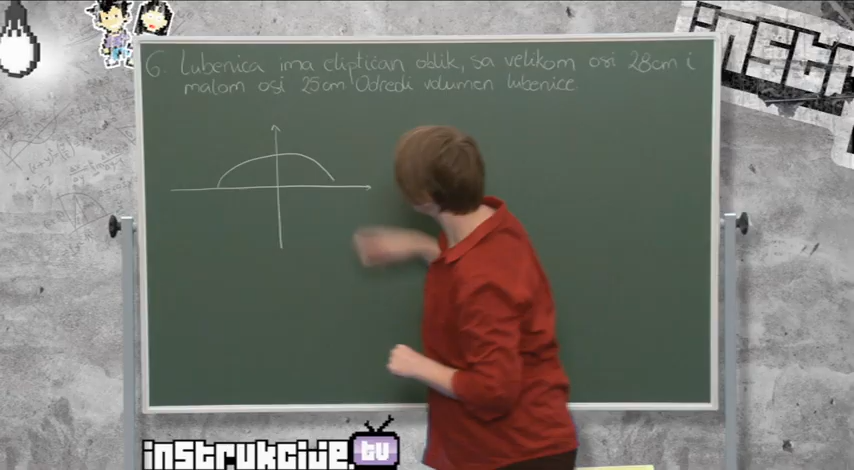 6. Lubenica ima eliptičan oblik, sa velikom osi 28cm i
malom osi 25cm. Odredi volumen lubenice.
instrukcije.tv